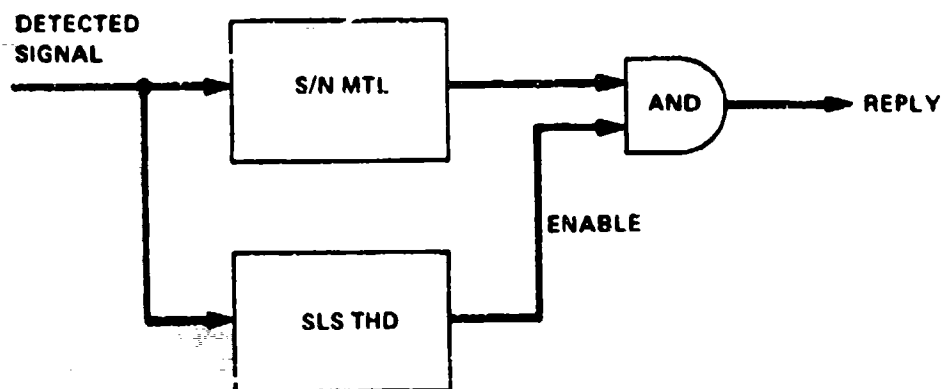 DETECTED
SIGNAL
S/N MTL
AND
REPLY
ENABLE
SLS THD